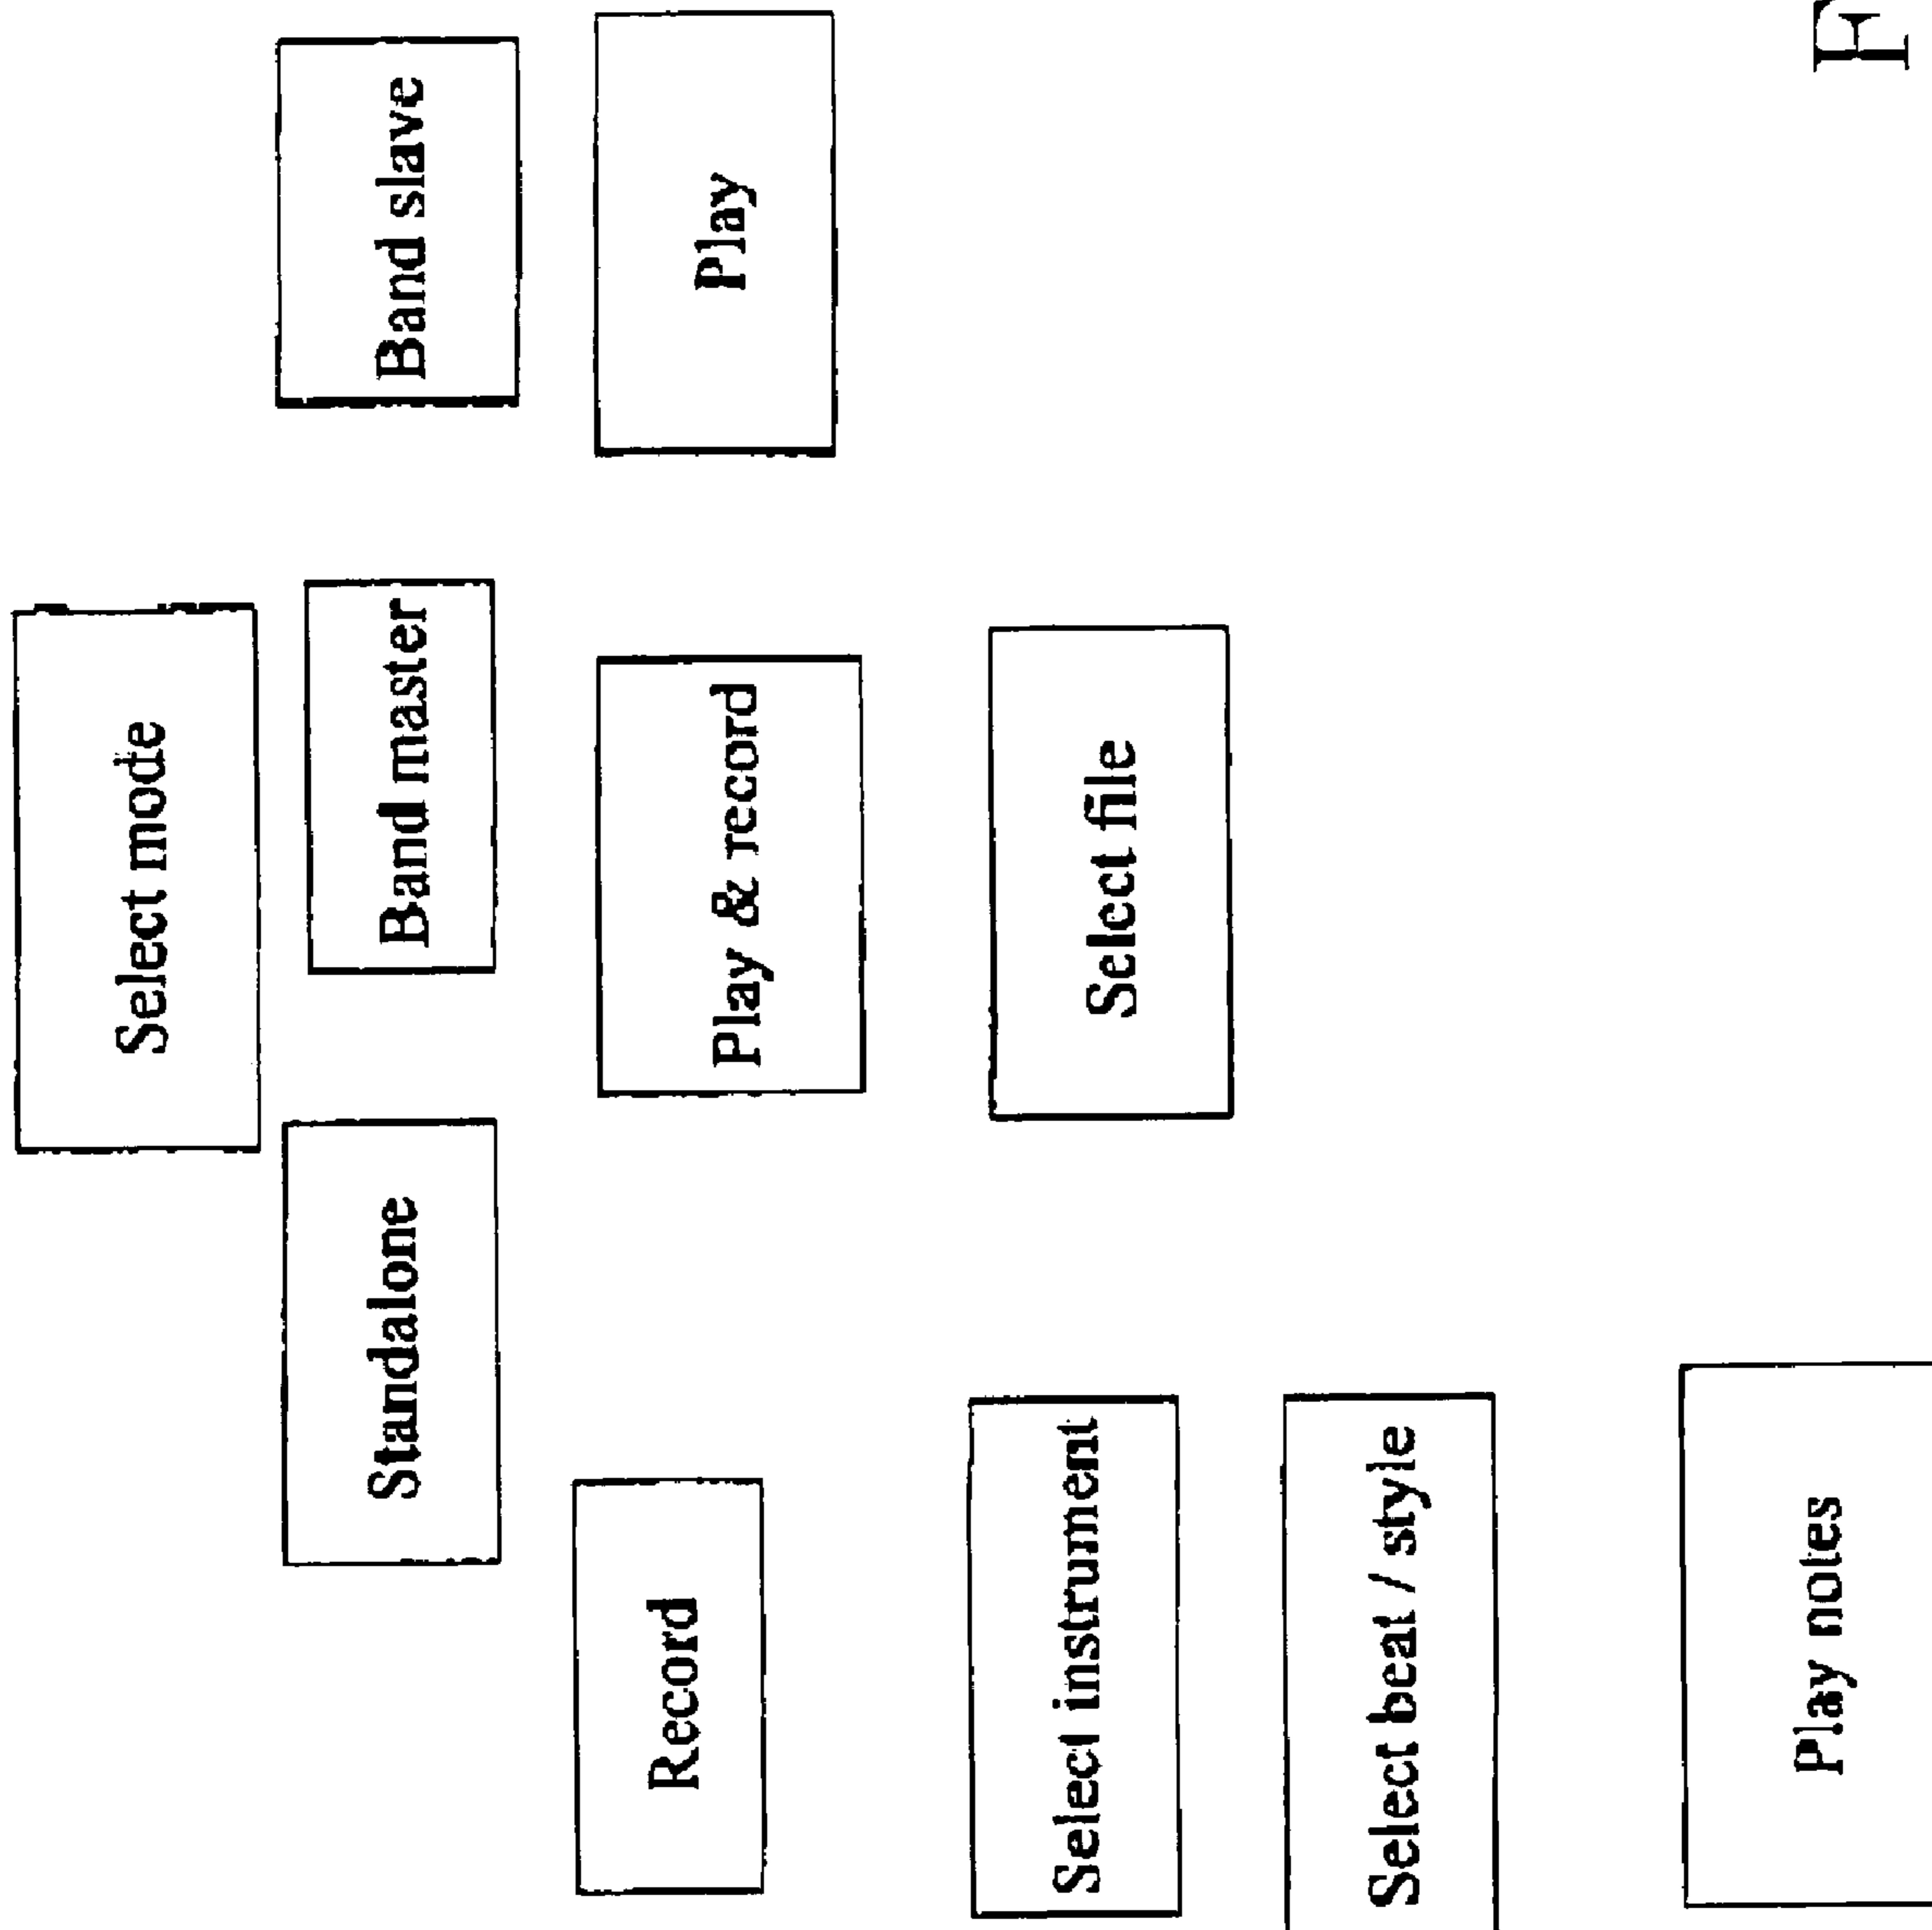 Select mode
Standalone
Band master
Band slave
Record
Play & record
Play
Select instrument
Select file
Select beat / style
Play notes
F